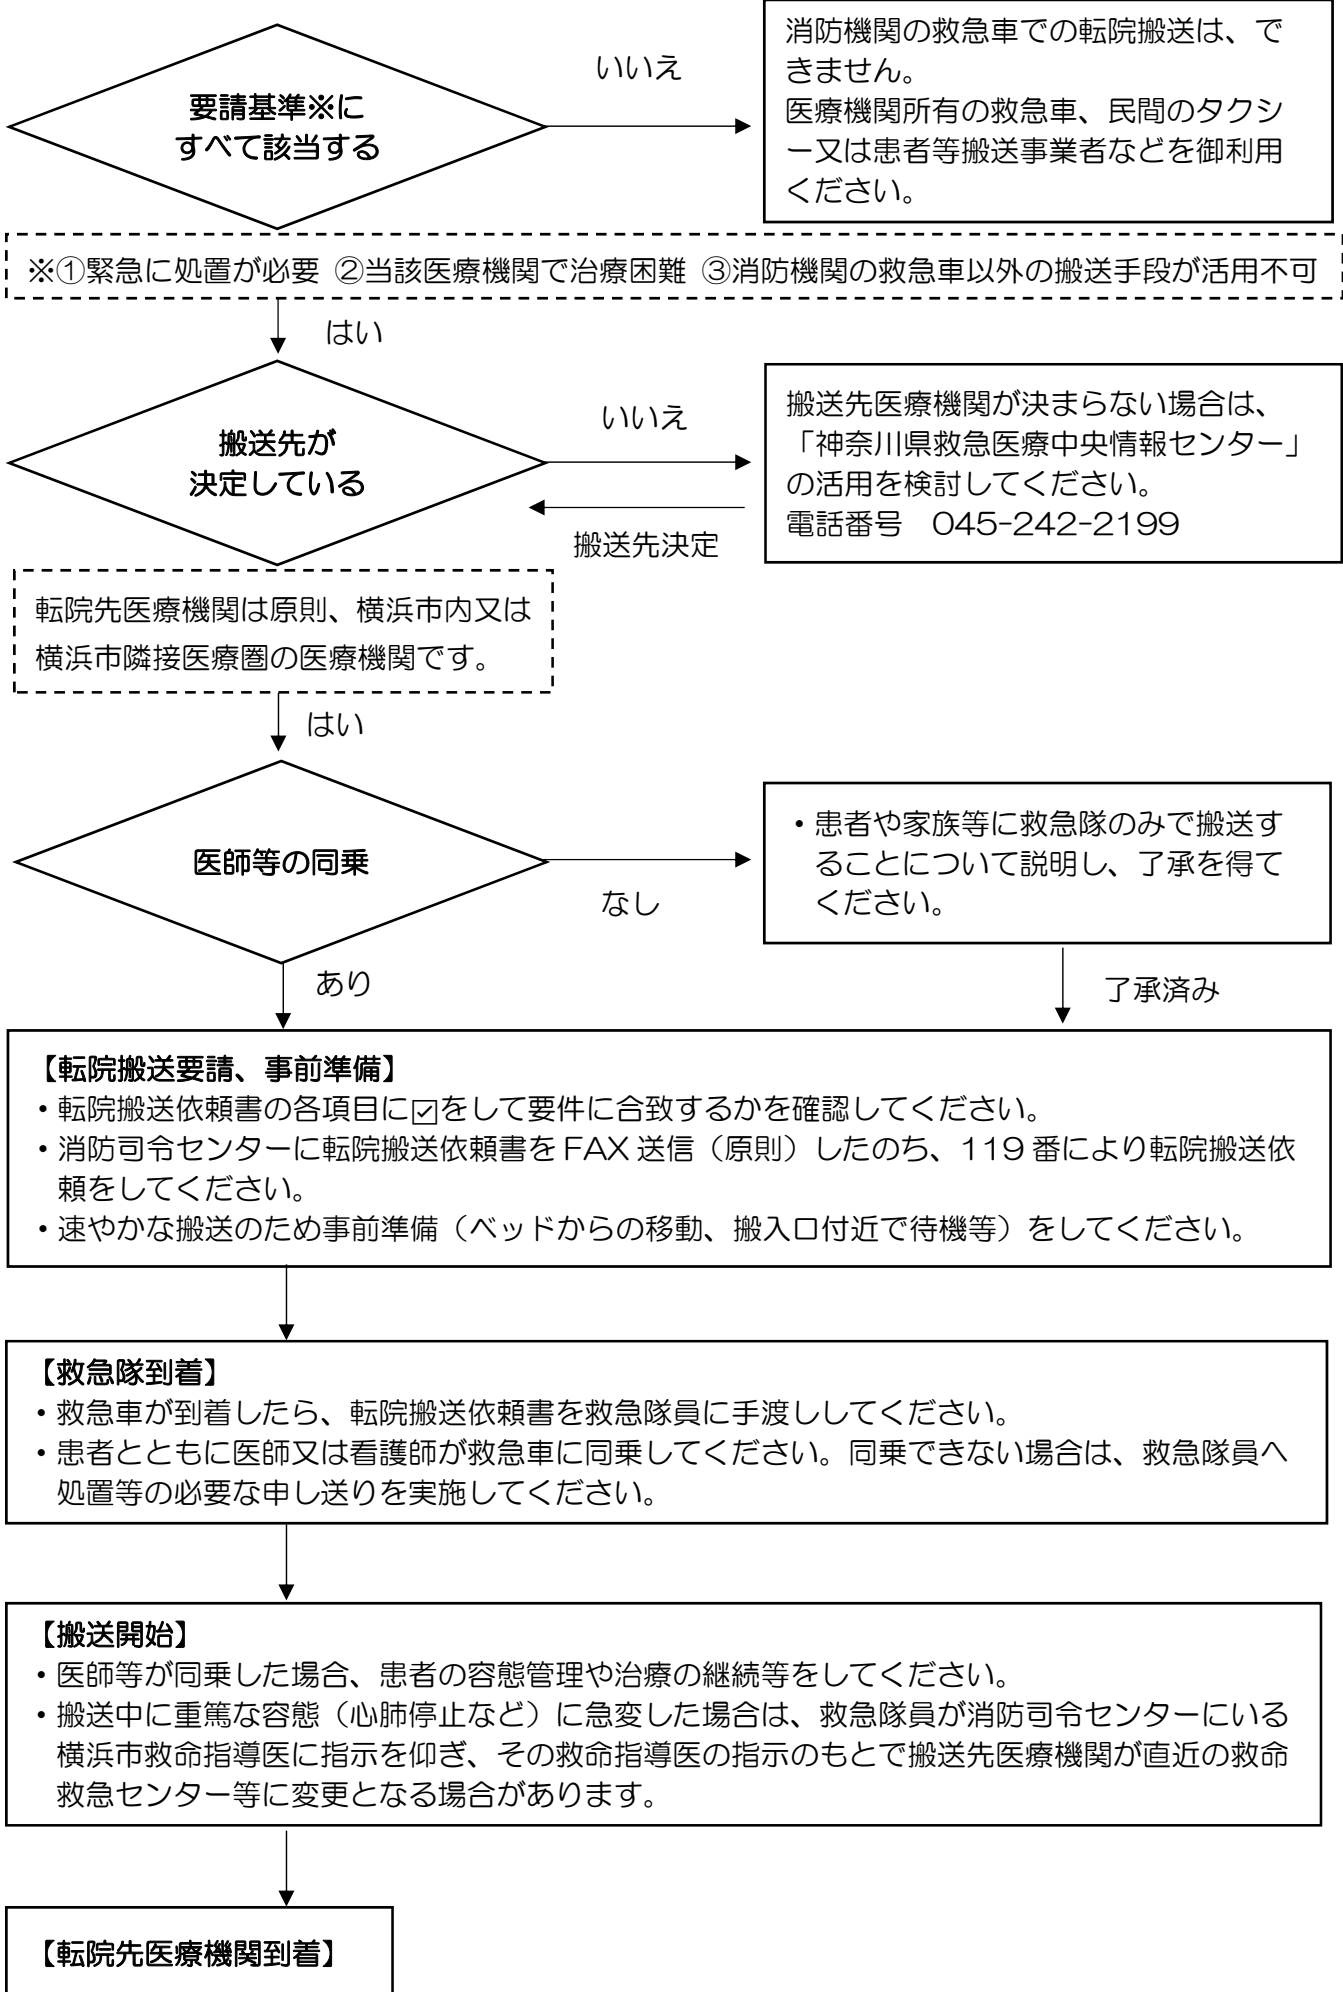 要請基準※に
すべて該当する
いいえ
消防機関の救急車での転院搬送は、で
きません。
医療機関所有の救急車、民間のタクシ
ー又は患者等搬送事業者などを御利用
ください。
※①緊急に処置が必要 ②当該医療機関で治療困難 ③消防機関の救急車以外の搬送手段が活用不可
はい
搬送先が
決定している
いいえ
搬送先医療機関が決まらない場合は、
「神奈川県救急医療中央情報センター」
の活用を検討してください。
電話番号　045-242-2199
搬送先決定
転院先医療機関は原則、横浜市内又は
横浜市隣接医療圏の医療機関です。
はい
医師等の同乗
なし
・患者や家族等に救急隊のみで搬送す
ることについて説明し、了承を得て
ください。
あり
了承済み
【転院搬送要請、事前準備】
・転院搬送依頼書の各項目に☑をして要件に合致するかを確認してください。
・消防司令センターに転院搬送依頼書をFAX送信（原則）したのち、119番により転院搬送依
頼をしてください。
・速やかな搬送のため事前準備（ベッドからの移動、搬入口付近で待機等）をしてください。
【救急隊到着】
・救急車が到着したら、転院搬送依頼書を救急隊員に手渡ししてください。
・患者とともに医師又は看護師が救急車に同乗してください。同乗できない場合は、救急隊員へ
処置等の必要な申し送りを実施してください。
【搬送開始】
・医師等が同乗した場合、患者の容態管理や治療の継続等をしてください。
・搬送中に重篤な容態（心肺停止など）に急変した場合は、救急隊員が消防司令センターにいる
横浜市救命指導医に指示を仰ぎ、その救命指導医の指示のもとで搬送先医療機関が直近の救命
救急センター等に変更となる場合があります。
【転院先医療機関到着】